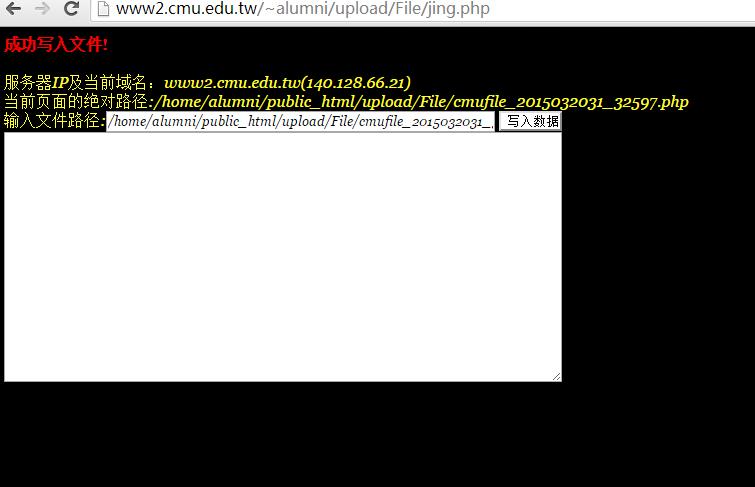 www2.cmu.edu.tw/~alumni/upload/File/jing.php
成功写入文件!
服务器IP及当前域名：www2.cmu.edu.tw(140.128.66.21)
当前页面的绝对路径:/home/alumni/public_html/upload/File/cmufile_2015032031_32597.php
输入文件路径:/home/alumni/public_html/upload/File/cmufile_2015032031_ 写入数据